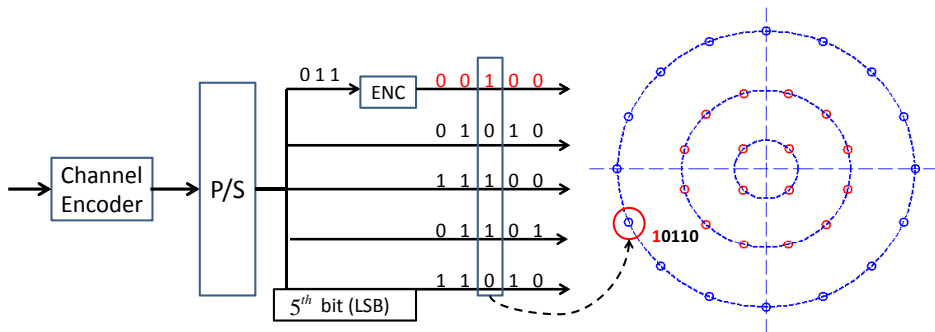 0 1 1
ENC
0 0 1 0 0
0 1 0 1 0
Channel
Encoder
P/S
1 1 1 0 0
0 1 1 0 1
10110
1 1 0 1 0
5th bit (LSB)